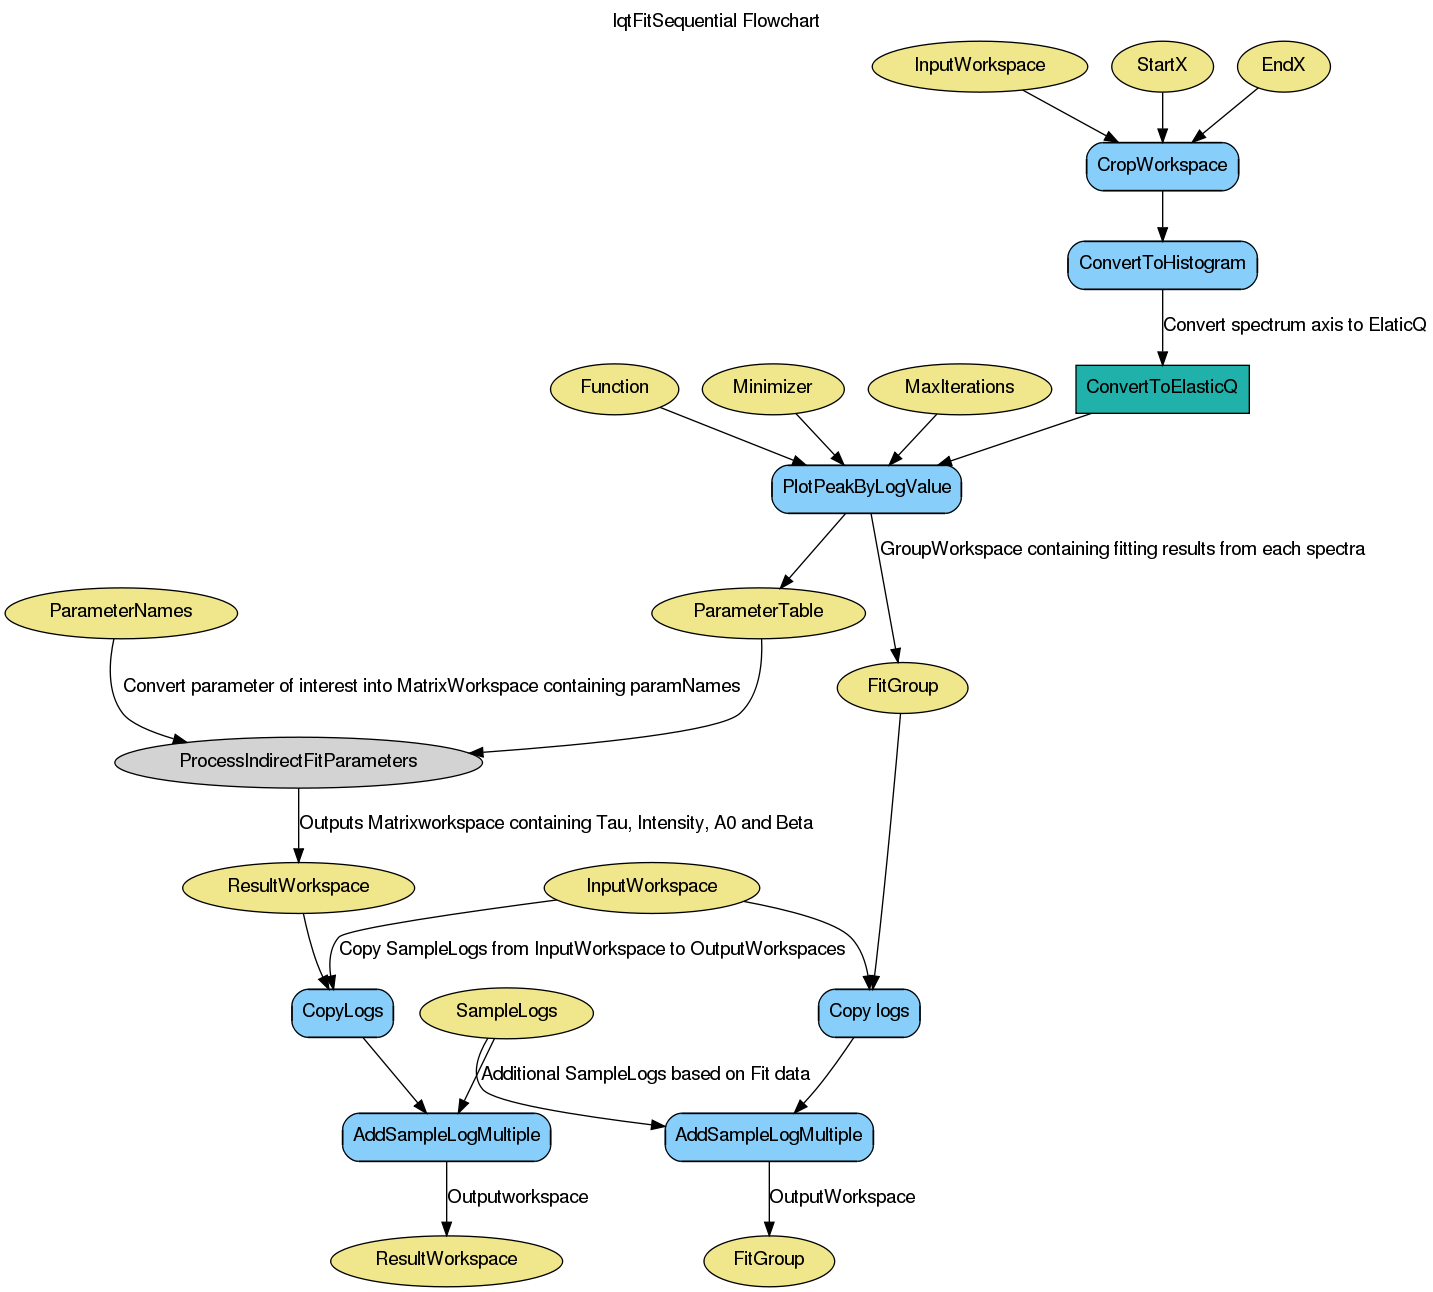 IqtFitSequential Flowchart
InputWorkspace
StartX
EndX
CropWorkspace
ConvertToHistogram
Convert spectrum axis to ElaticQ
Function
Minimizer
MaxIterations
ConvertToElasticQ
PlotPeakByLogValue
GroupWorkspace containing fitting results from each spectra
ParameterNames
ParameterTable
Convert parameter of interest into MatrixWorkspace containing paramNames
FitGroup
ProcessIndirectFitParameters
Outputs Matrixworkspace containing Tau, Intensity, A0 and Beta
ResultWorkspace
InputWorkspace
Copy SampleLogs from InputWorkspace to OutputWorkspaces
CopyLogs
SampleLogs
Copy logs
Additional SampleLogs based on Fit data
AddSampleLogMultiple
AddSampleLogMultiple
Outputworkspace
OutputWorkspace
ResultWorkspace
FitGroup